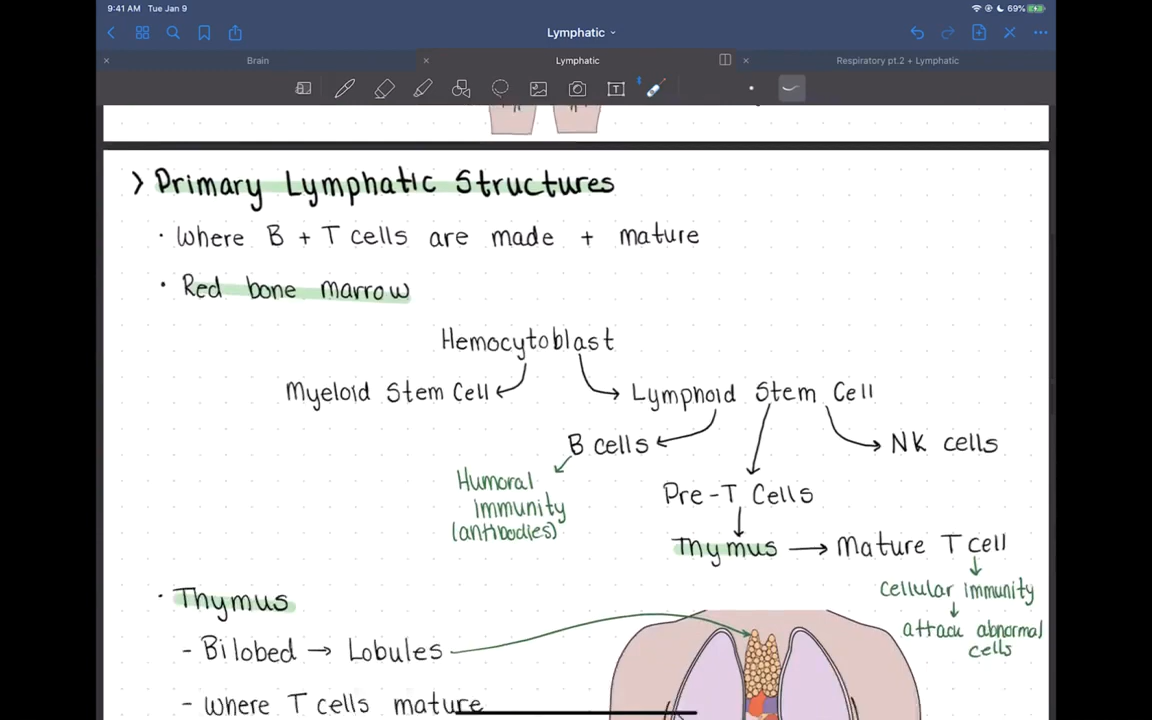 9:41 AM Tue Jan 9
69%
Lymphatic
Brain
Lymphatic
Respiratory pt.2 + Lymphatic
> Primary Lymphatic Structures
· Where B + T cells are made + mature
· Red bone marrow
Hemocytoblast
Myeloid Stem Cell
Lymphoid Stem Cell
B cells
NK cells
Humoral
immunity
(antibodies)
Pre-T Cells
Thymus → Mature T cell
cellular immunity
attack abnormal
cells
· Thymus
- Bilobed → Lobules
- Where T cells mature